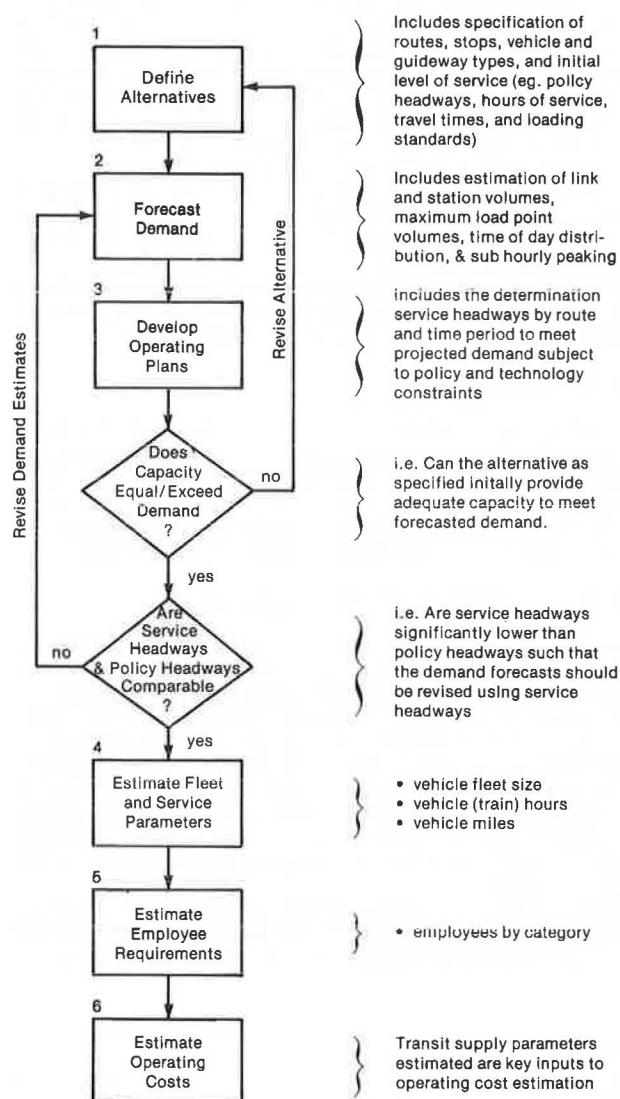 1
Define
Alternatives
Includes specification of
routes, stops, vehicle and
guideway types, and initial
level of service (eg. policy
headways, hours of service,
travel times, and loading
standards)
2
Forecast
Demand
Includes estimation of link
and station volumes,
maximum load point
volumes, time of day distri-
bution, & sub hourly peaking
Revise Alternative
Revise Demand Estimates
3
Develop
Operating
Plans
includes the determination
service headways by route
and time period to meet
projected demand subject
to policy and technology
constraints
Does
Capacity
Equal/Exceed
Demand
?
no
yes
i.e. Can the alternative as
specified initally provide
adequate capacity to meet
forecasted demand.
Are
Service
Headways
& Policy Headways
Comparable
?
no
yes
i.e. Are service headways
significantly lower than
policy headways such that
the demand forecasts should
be revised using service
headways
4
Estimate Fleet
and Service
Parameters
• vehicle fleet size
• vehicle (train) hours
• vehicle miles
5
Estimate
Employee
Requirements
• employees by category
6
Estimate
Operating
Costs
Transit supply parameters
estimated are key inputs to
operating cost estimation